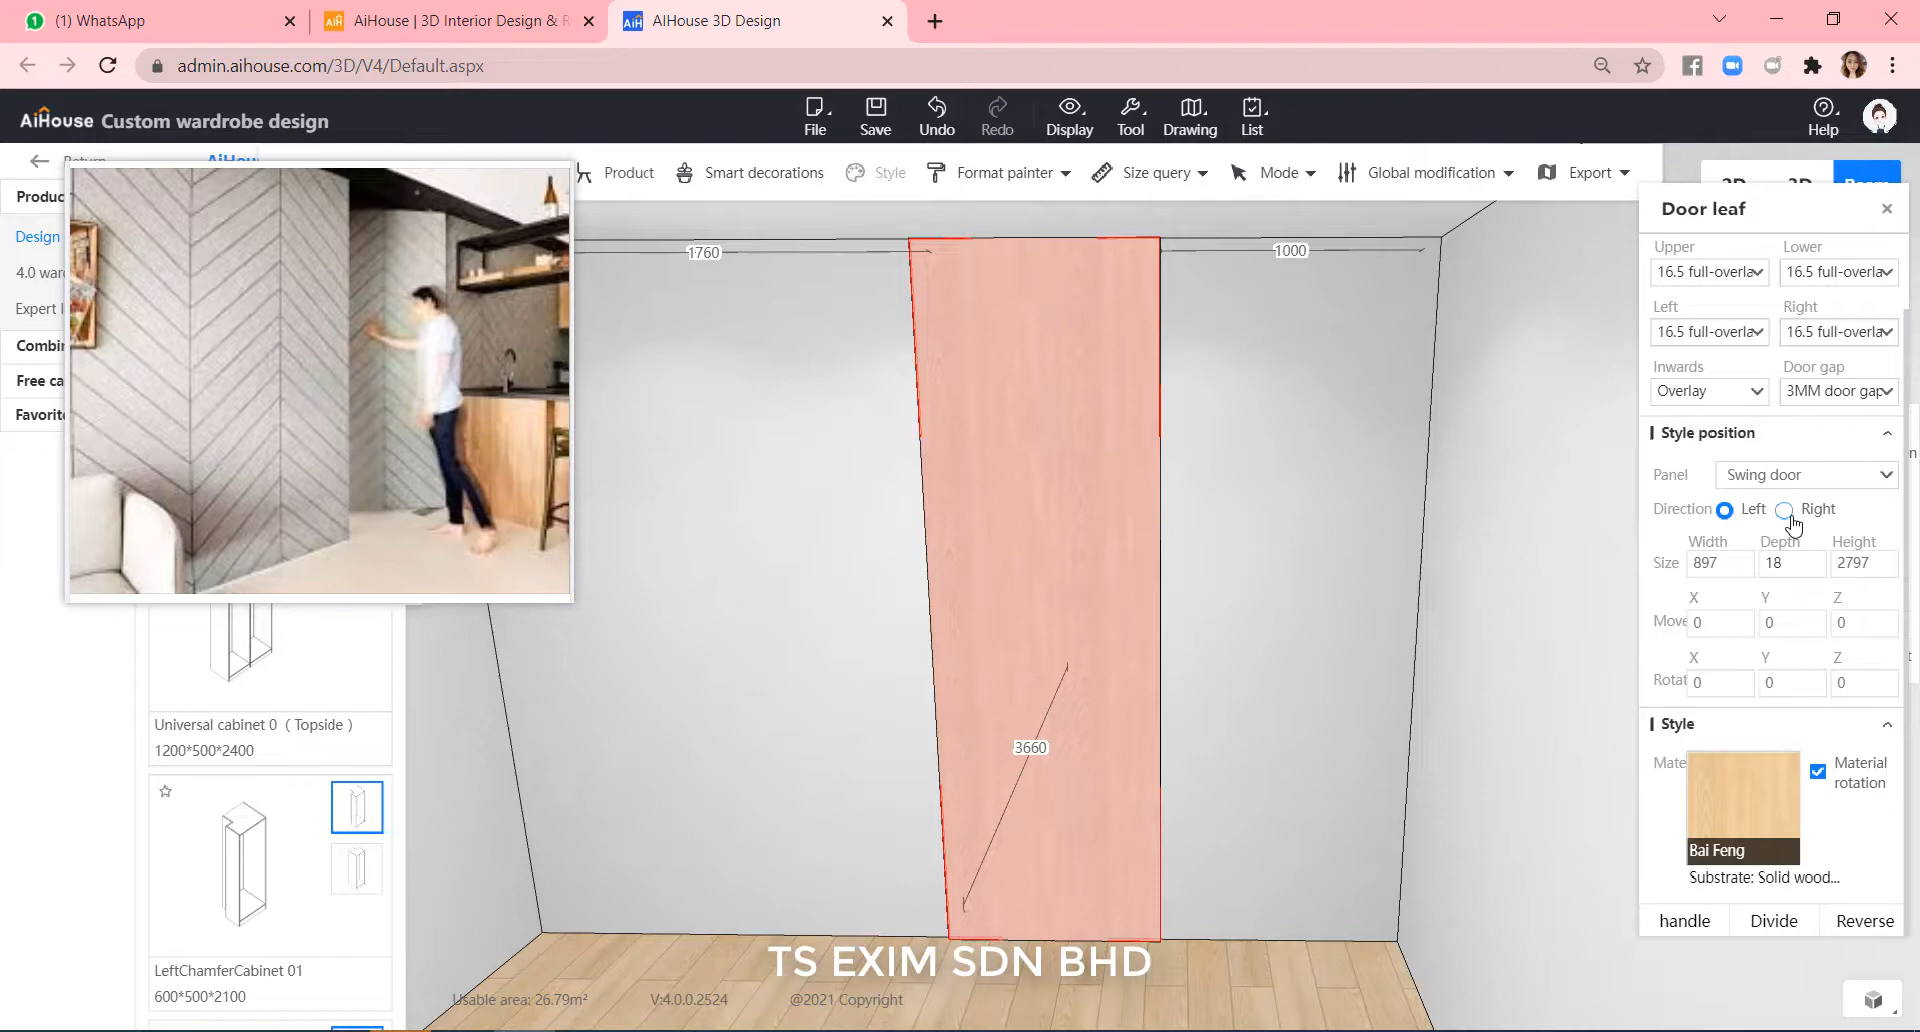 (1) WhatsApp
AiHouse | 3D Interior Design & R
AIHouse 3D Design
admin.aihouse.com/3D/V4/Default.aspx
AiHouse Custom wardrobe design
File
Save
Undo
Redo
Display
Tool
Drawing
List
Help
Product
Smart decorations
Style
Format painter
Size query
Mode
Global modification
Export
Produc
Design
4.0 war
Expert
Combi
Free ca
Favorite
1760
1000
3660
Universal cabinet 0 ( Topside )
1200*500*2400
LeftChamferCabinet 01
600*500*2100
Door leaf
Upper
Lower
16.5 full-overla
16.5 full-overla
Left
Right
16.5 full-overla
16.5 full-overla
Inwards
Door gap
Overlay
3MM door gap
Style position
Panel
Swing door
Direction
Left
Right
Width
Depth
Height
Size
897
18
2797
X
Y
Z
Move
0
0
0
X
Y
Z
Rotat
0
0
0
Style
Mate
Material
rotation
Bai Feng
Substrate: Solid wood...
handle
Divide
Reverse
TS EXIM SDN BHD
Usable area: 26.79m²
V:4.0.0.2524
@2021 Copyright